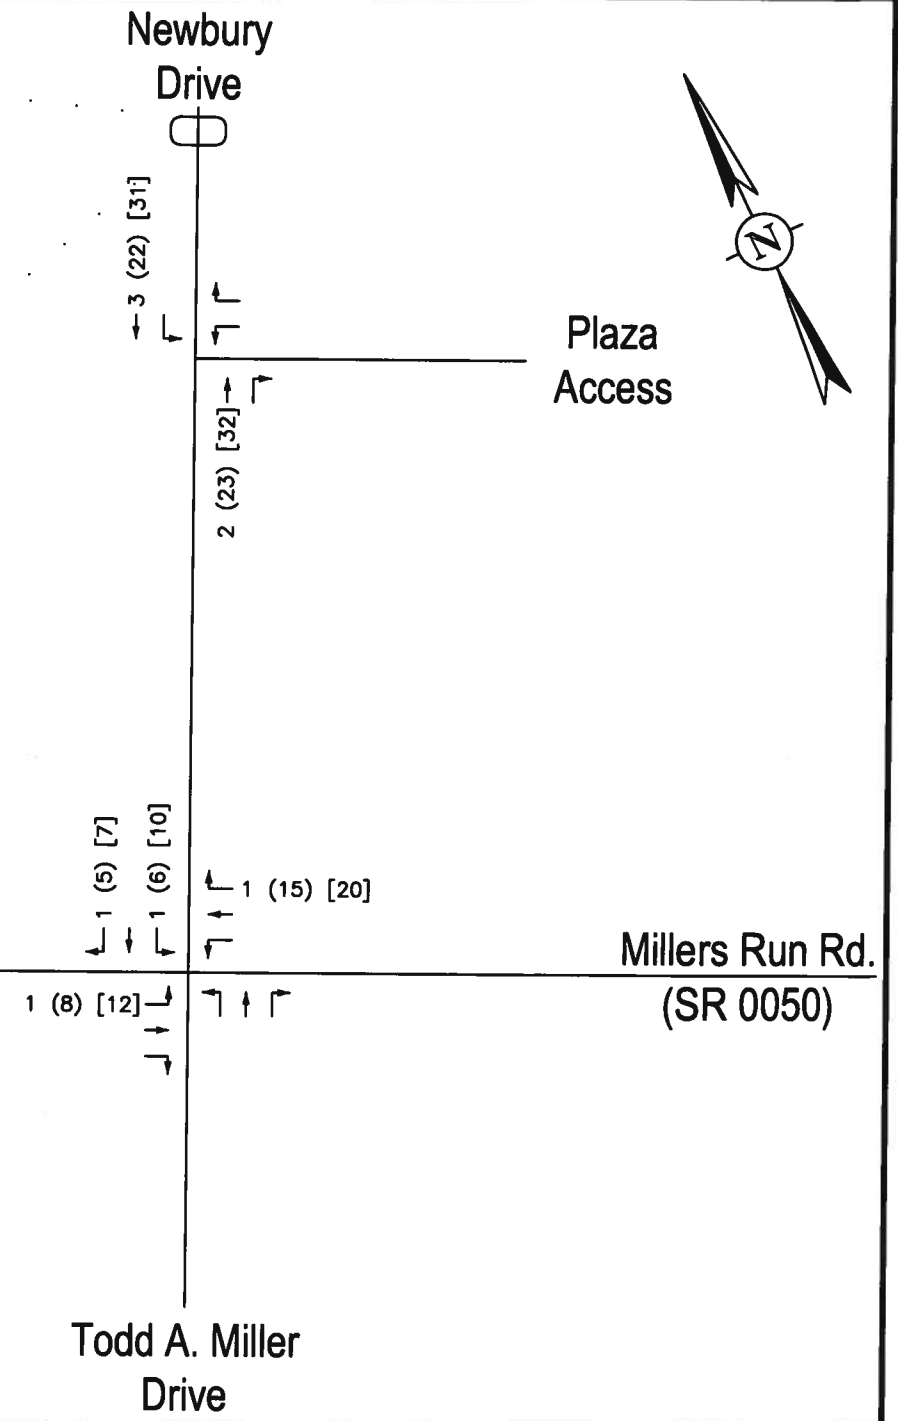 Newbury
Drive
3 (22) [31]
N
Plaza
Access
2 (23) [32]
1 (5) [7]
1 (6) [10]
1 (15) [20]
Millers Run Rd.
(SR 0050)
1 (8) [12]
Todd A. Miller
Drive